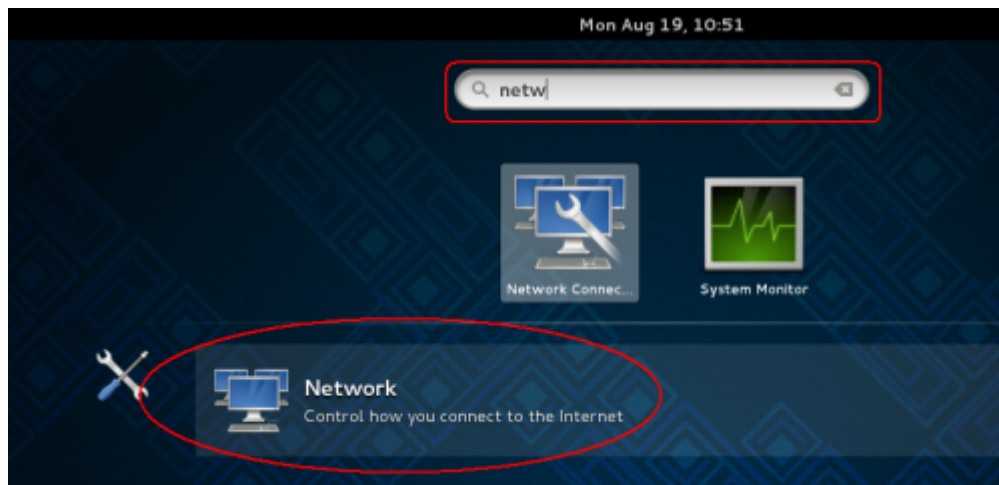 Mon Aug 19, 10:51
netw
Network Connec...
System Monitor
Network
Control how you connect to the Internet